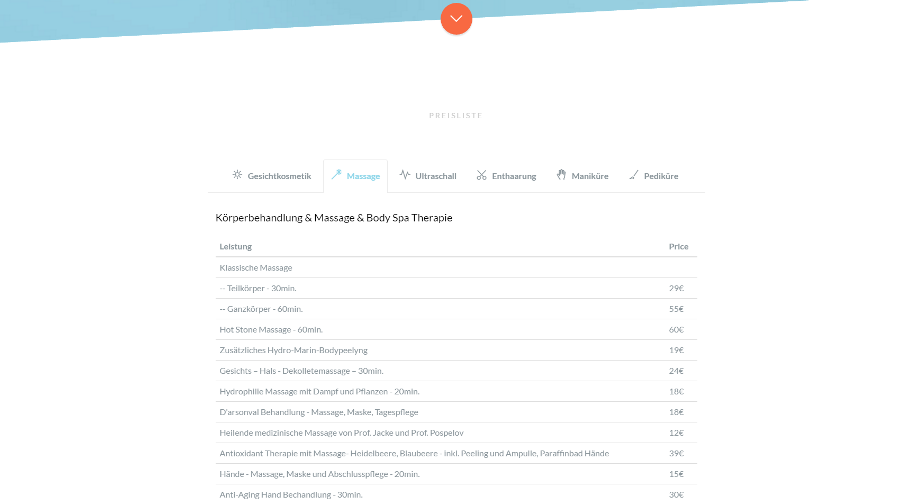 PREISLISTE
Gesichtkosmetik Massage Ultraschall Enthaarung Maniküre Pediküre
Körperbehandlung & Massage & Body Spa Therapie
Leistung Price
Klassische Massage
-- Teilkörper - 30min. 29€
-- Ganzkörper - 60min. 55€
Hot Stone Massage - 60min. 60€
Zusätzliches Hydro-Marin-Bodypeelyng 19€
Gesichts – Hals - Dekolletemassage – 30min. 24€
Hydrophilie Massage mit Dampf und Pflanzen - 20min. 18€
D'arsonval Behandlung - Massage, Maske, Tagespflege 18€
Heilende medizinische Massage von Prof. Jacke und Prof. Pospelov 12€
Antioxidant Therapie mit Massage- Heidelbeere, Blaubeere - inkl. Peeling und Ampulle, Paraffinbad Hände 39€
Hände - Massage, Maske und Abschlusspflege - 20min. 15€
Anti-Aging Hand Bechandlung - 30min. 30€